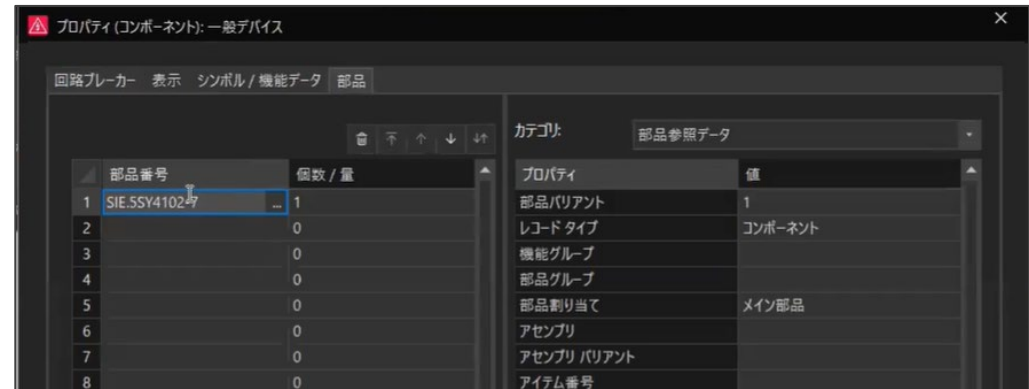 プロパティ (コンポーネント): 一般デバイス
回路ブレーカー 表示 シンボル / 機能データ 部品
カテゴリ: 部品参照データ
部品番号 個数 / 量
1 SIE.5SY4102-7 ... 1
2 0
3 0
4 0
5 0
6 0
7 0
8 0
プロパティ 値
部品バリアント 1
レコード タイプ コンポーネント
機能グループ
部品グループ
部品割り当て メイン部品
アセンブリ
アセンブリ バリアント
アイテム番号